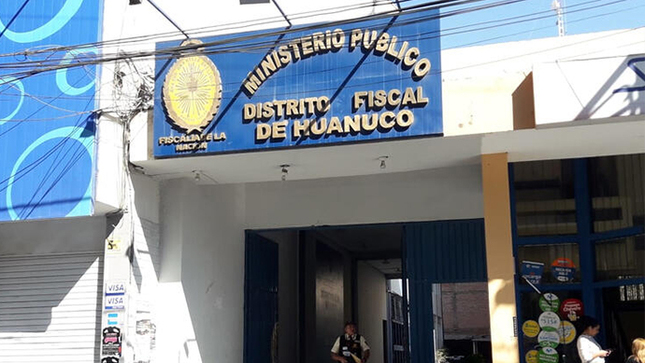 MINISTERIO PUBLICO
DISTRITO FISCAL
DE HUANUCO
FISCALIA DE LA
NACION
VISA
VISA